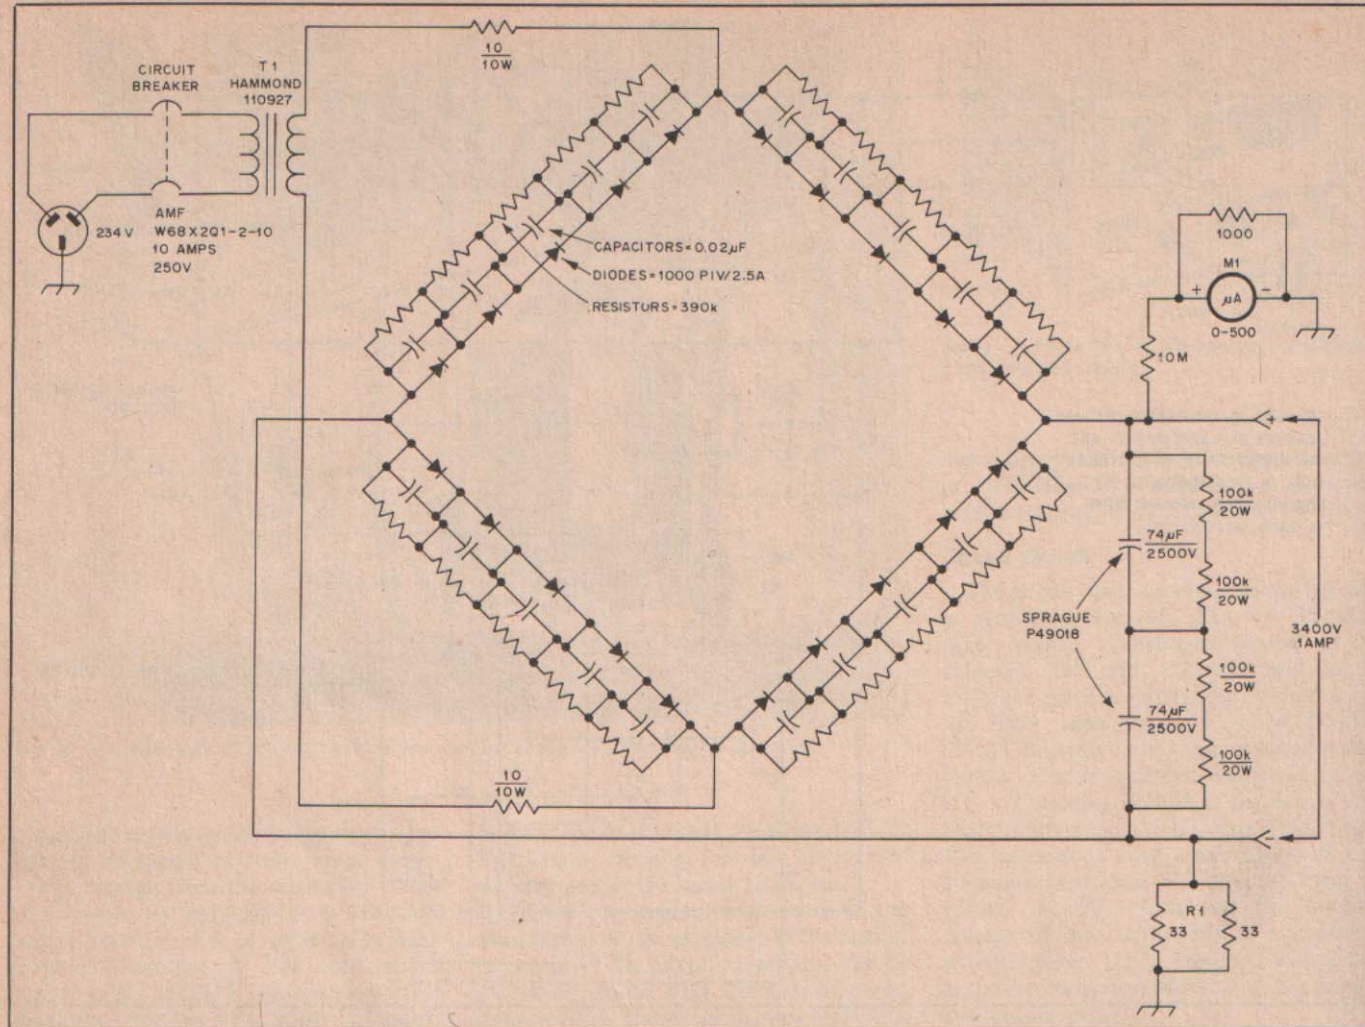 10
10W
CIRCUIT
BREAKER
T1
HAMMOND
110927
234V
AMF
W68X2Q1-2-10
10 AMPS
250V
CAPACITORS=0.02µF
DIODES=1000 PIV/2.5A
RESISTORS=390k
1000
M1
+
µA
-
0-500
10M
+
100k
20W
74µF
2500V
100k
20W
SPRAGUE
P49018
3400V
1AMP
100k
20W
74µF
2500V
100k
20W
10
10W
-
R1
33
33